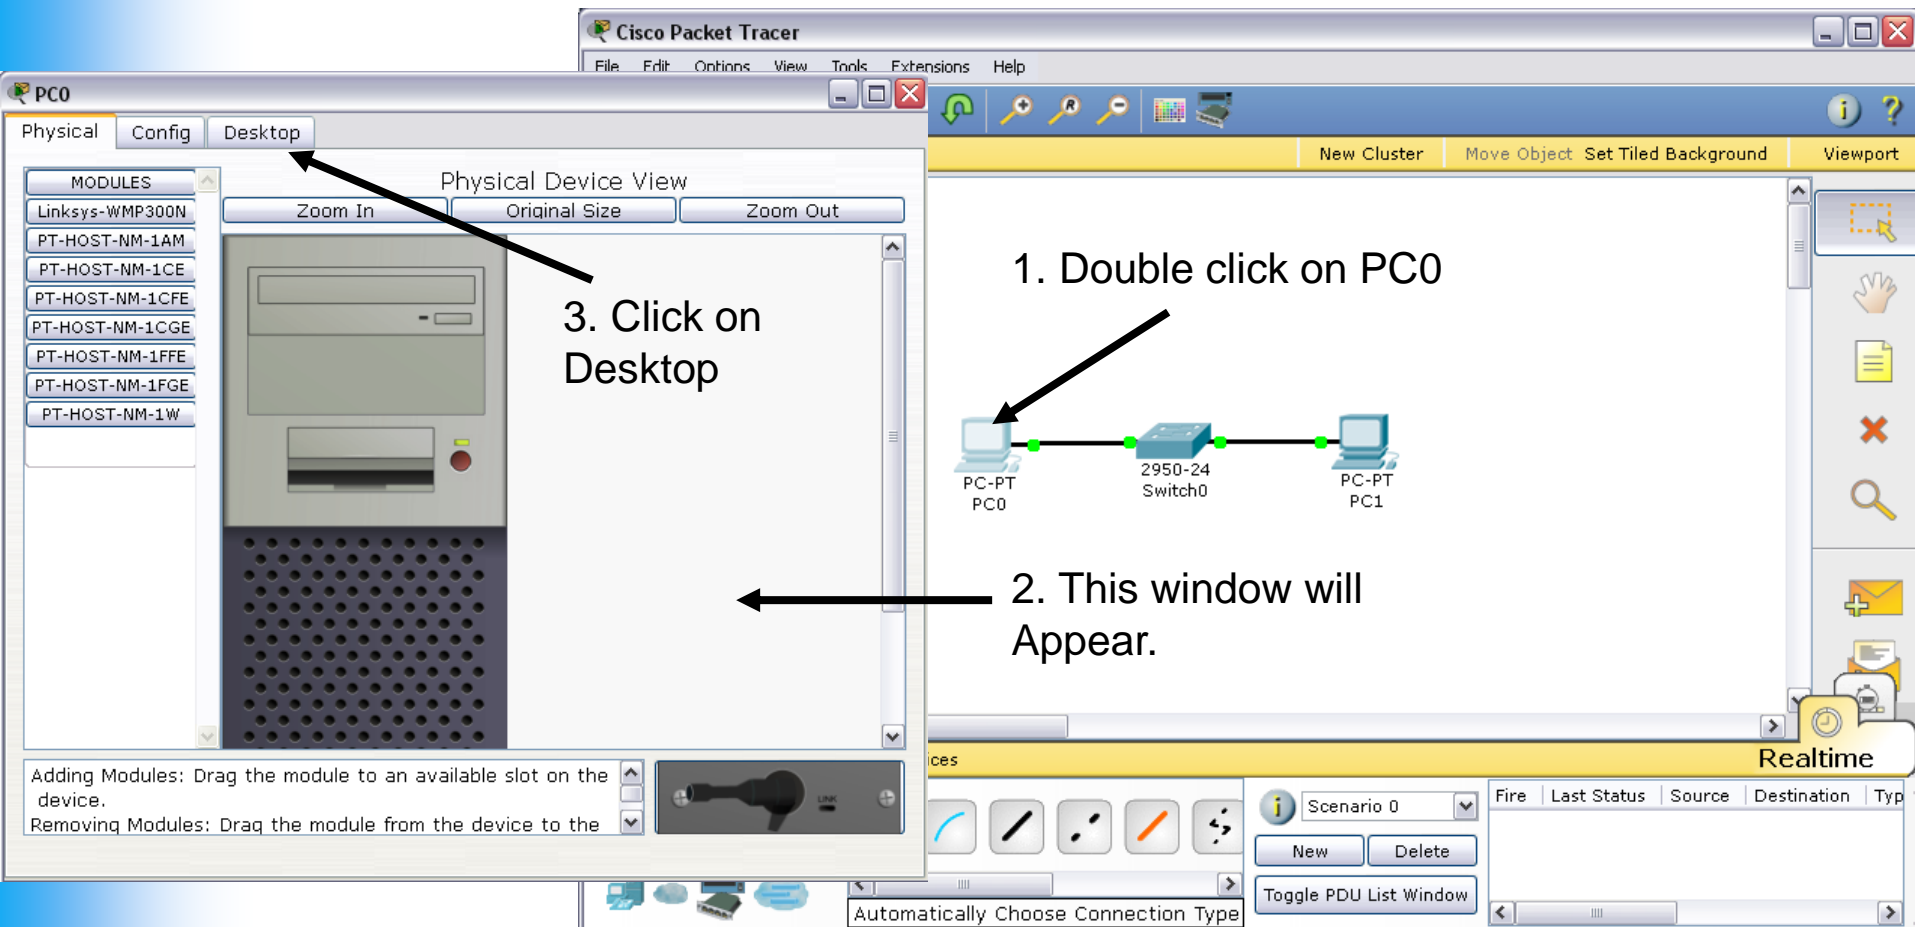 Cisco Packet Tracer
File Edit Options View Tools Extensions Help
PC0
Physical Config Desktop
New Cluster Move Object Set Tiled Background Viewport
MODULES
Linksys-WMP300N
PT-HOST-NM-1AM
PT-HOST-NM-1CE
PT-HOST-NM-1CFE
PT-HOST-NM-1CGE
PT-HOST-NM-1FFE
PT-HOST-NM-1FGE
PT-HOST-NM-1W
Physical Device View
Zoom In Original Size Zoom Out
3. Click on
Desktop
1. Double click on PC0
PC-PT
PC0
2950-24
Switch0
PC-PT
PC1
2. This window will
Appear.
Adding Modules: Drag the module to an available slot on the
device.
Removing Modules: Drag the module from the device to the
LINK
ices
Realtime
Scenario 0
New Delete
Toggle PDU List Window
Fire Last Status Source Destination Typ
Automatically Choose Connection Type